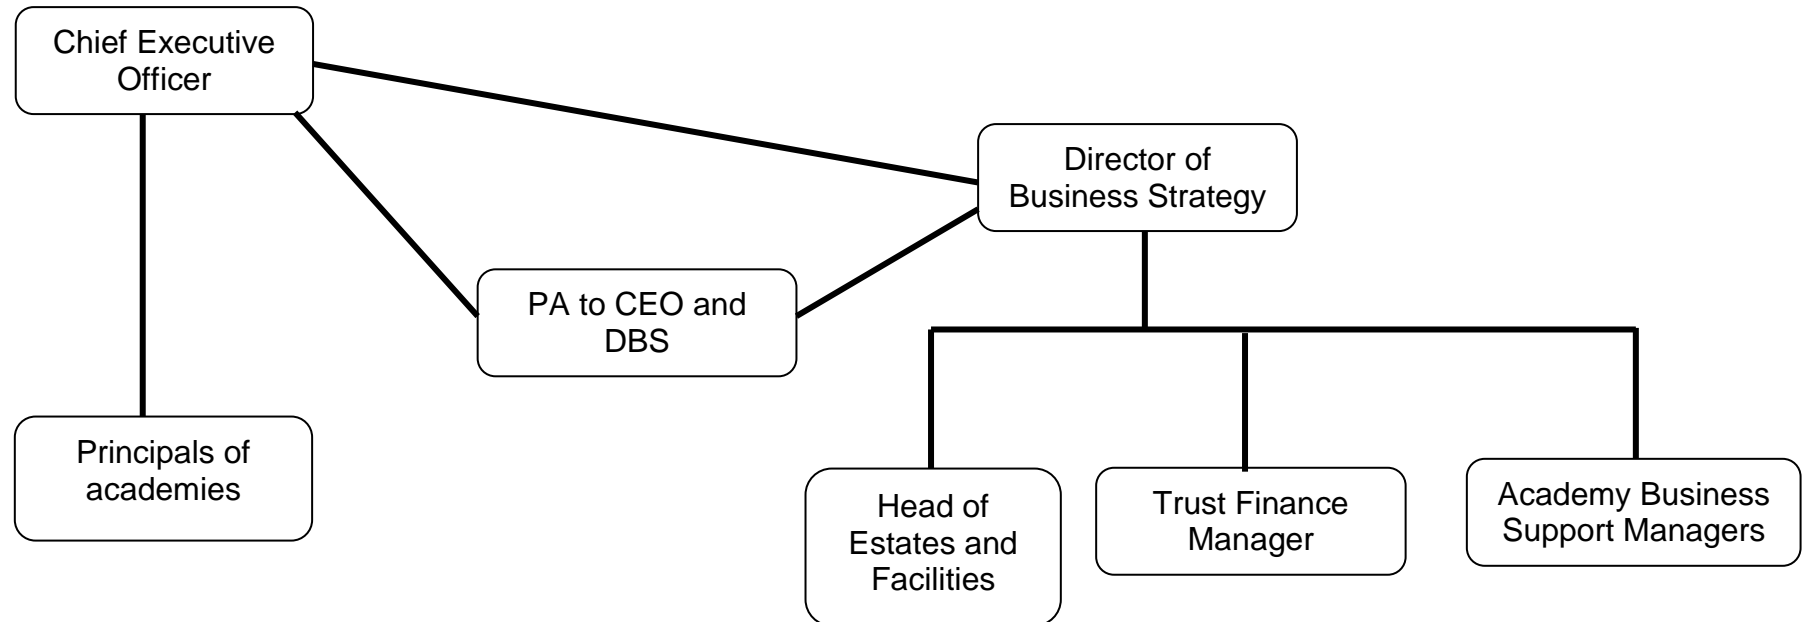 Chief Executive
Officer
Director of
Business Strategy
PA to CEO and
DBS
Principals of
academies
Head of
Estates and
Facilities
Trust Finance
Manager
Academy Business
Support Managers